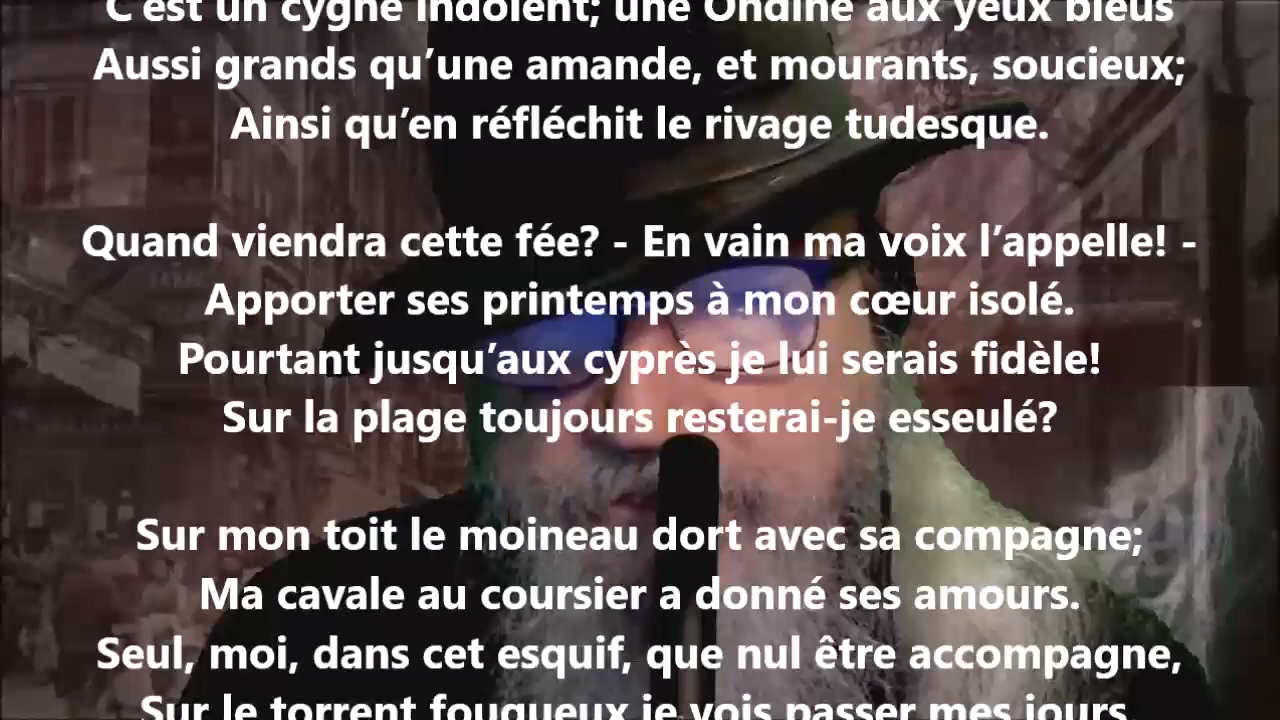 C'est un cygne indolent; une Ondine aux yeux bleus
Aussi grands qu’une amande, et mourants, soucieux;
Ainsi qu’en réfléchit le rivage tudesque.
Quand viendra cette fée? - En vain ma voix l’appelle! -
Apporter ses printemps à mon cœur isolé.
Pourtant jusqu’aux cyprès je lui serais fidèle!
Sur la plage toujours resterai-je esseulé?
Sur mon toit le moineau dort avec sa compagne;
Ma cavale au coursier a donné ses amours.
Seul, moi, dans cet esquif, que nul être accompagne,
Sur le torrent fougueux je vois passer mes jours